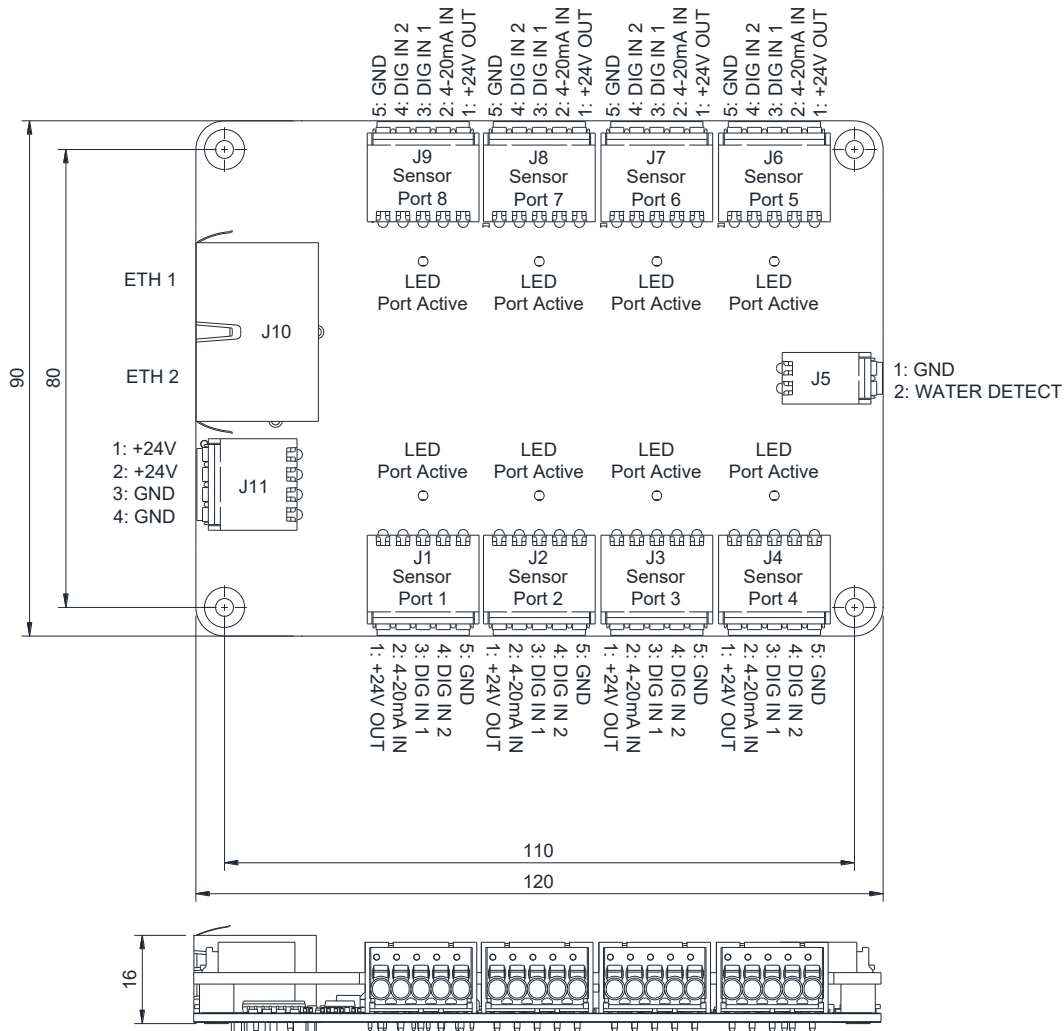 5: GND
4: DIG IN 2
3: DIG IN 1
2: 4-20mA IN
1: +24V OUT
5: GND
4: DIG IN 2
3: DIG IN 1
2: 4-20mA IN
1: +24V OUT
5: GND
4: DIG IN 2
3: DIG IN 1
2: 4-20mA IN
1: +24V OUT
5: GND
4: DIG IN 2
3: DIG IN 1
2: 4-20mA IN
1: +24V OUT
J9
Sensor
Port 8
J8
Sensor
Port 7
J7
Sensor
Port 6
J6
Sensor
Port 5
LED
Port Active
LED
Port Active
LED
Port Active
LED
Port Active
ETH 1
J10
ETH 2
90
80
J5
1: GND
2: WATER DETECT
1: +24V
2: +24V
3: GND
4: GND
J11
LED
Port Active
LED
Port Active
LED
Port Active
LED
Port Active
J1
Sensor
Port 1
J2
Sensor
Port 2
J3
Sensor
Port 3
J4
Sensor
Port 4
5: GND
4: DIG IN 2
3: DIG IN 1
2: 4-20mA IN
1: +24V OUT
5: GND
4: DIG IN 2
3: DIG IN 1
2: 4-20mA IN
1: +24V OUT
5: GND
4: DIG IN 2
3: DIG IN 1
2: 4-20mA IN
1: +24V OUT
5: GND
4: DIG IN 2
3: DIG IN 1
2: 4-20mA IN
1: +24V OUT
110
120
16